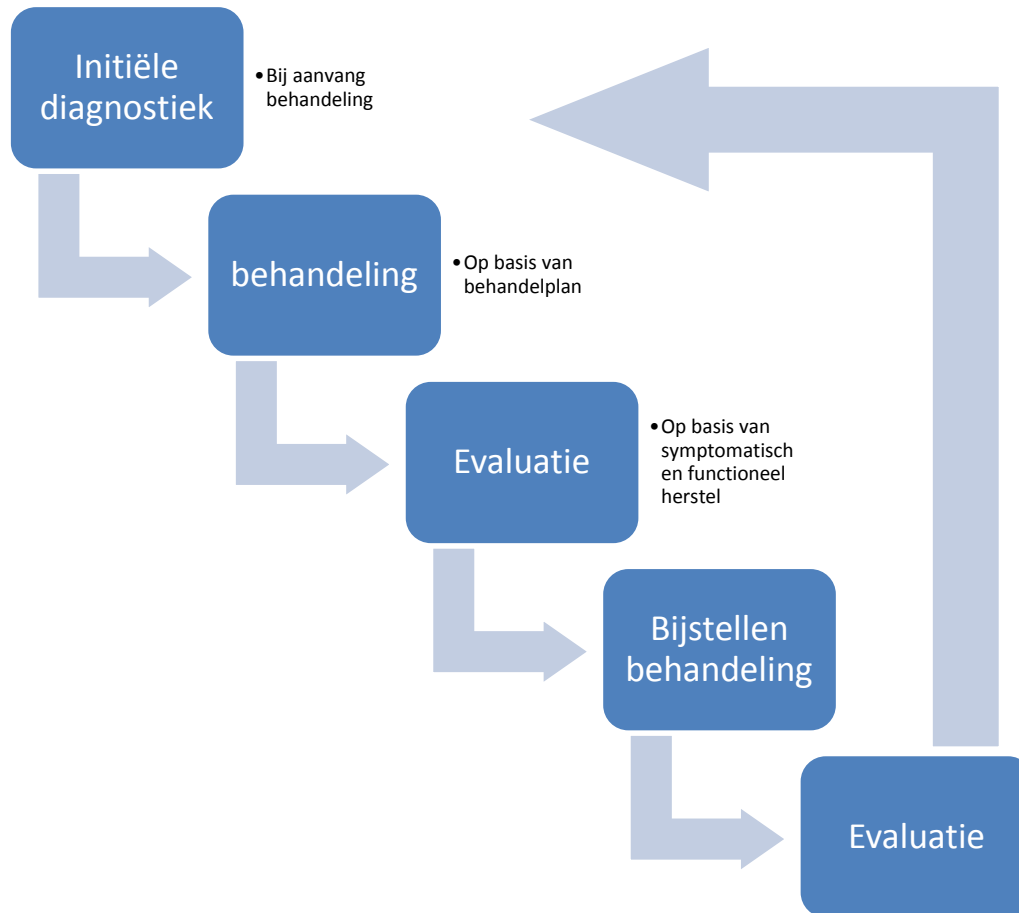 Initiële
diagnostiek
•Bij aanvang
behandeling
behandeling
•Op basis van
behandelplan
Evaluatie
•Op basis van
symptomatisch
en functioneel
herstel
Bijstellen
behandeling
Evaluatie